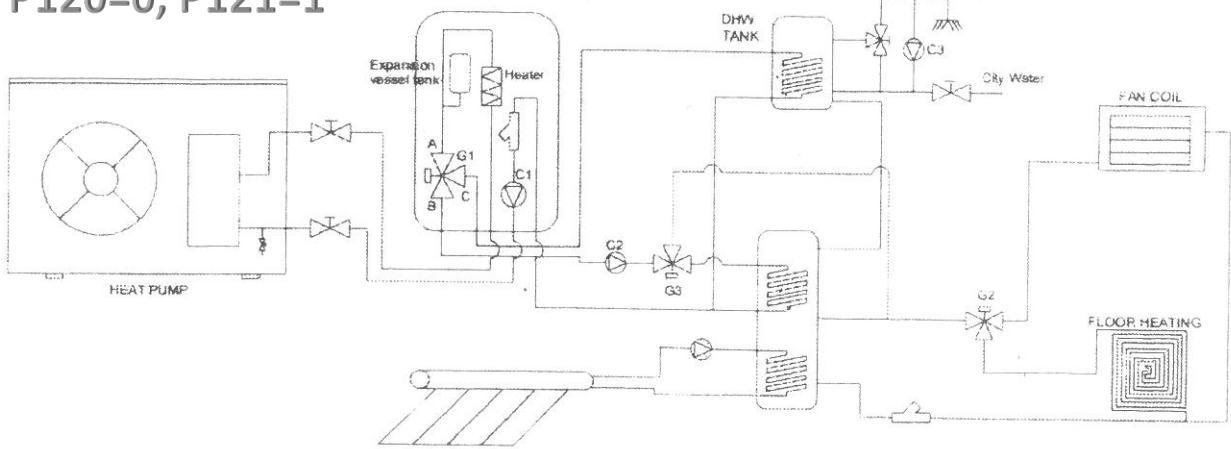 P120=0, P121=1
DHW
TANK
C3
City Water
FAN COIL
Expansion
vessel tank
Heater
A
G1
C1
B
C
C2
G3
G2
HEAT PUMP
FLOOR HEATING